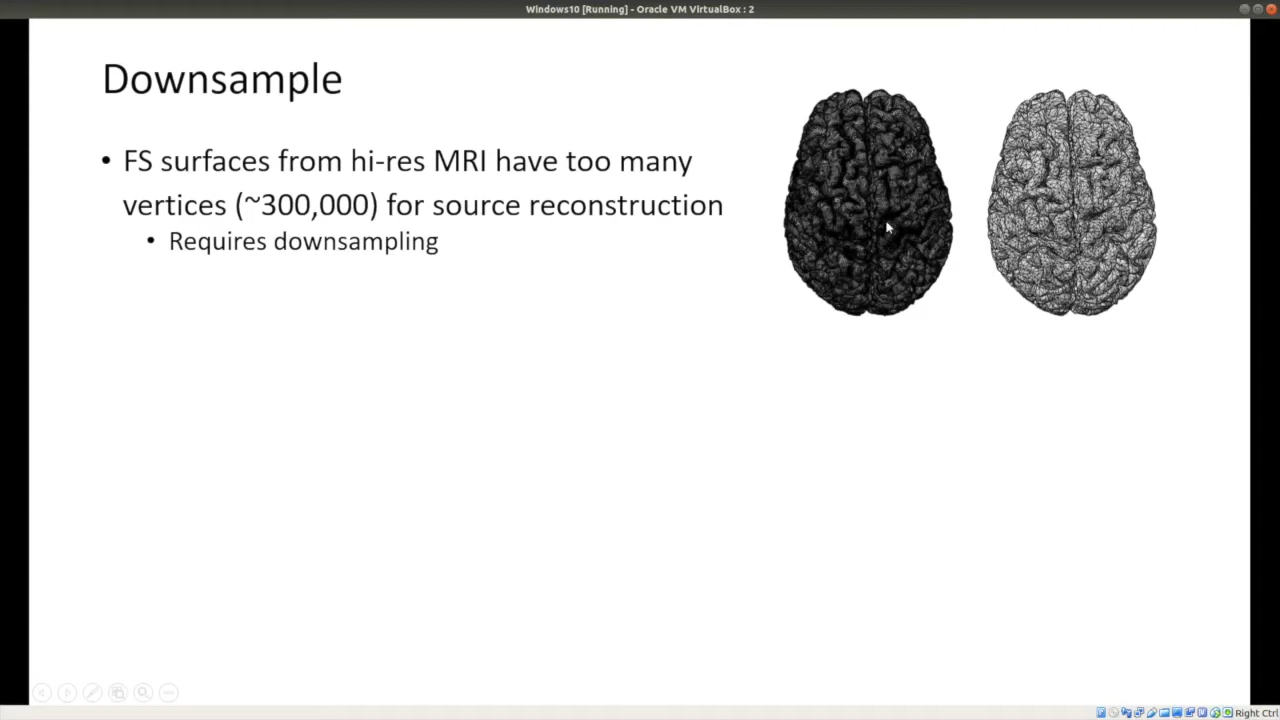 Windows10 [Running] - Oracle VM VirtualBox : 2
Downsample
• FS surfaces from hi-res MRI have too many
vertices (~300,000) for source reconstruction
• Requires downsampling
Right Ctrl